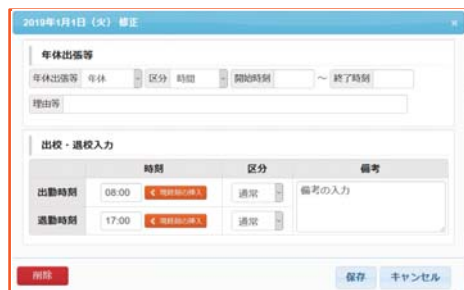 2019年1月1日（火） 修正
×
年休出張等
年休出張等 年休 区分 時間 開始時刻 ～ 終了時刻
理由等
出校・退校入力
時刻 区分 備考
出勤時刻 08:00 現時刻の挿入 通常 備考の入力
退勤時刻 17:00 現時刻の挿入 通常
削除 保存 キャンセル